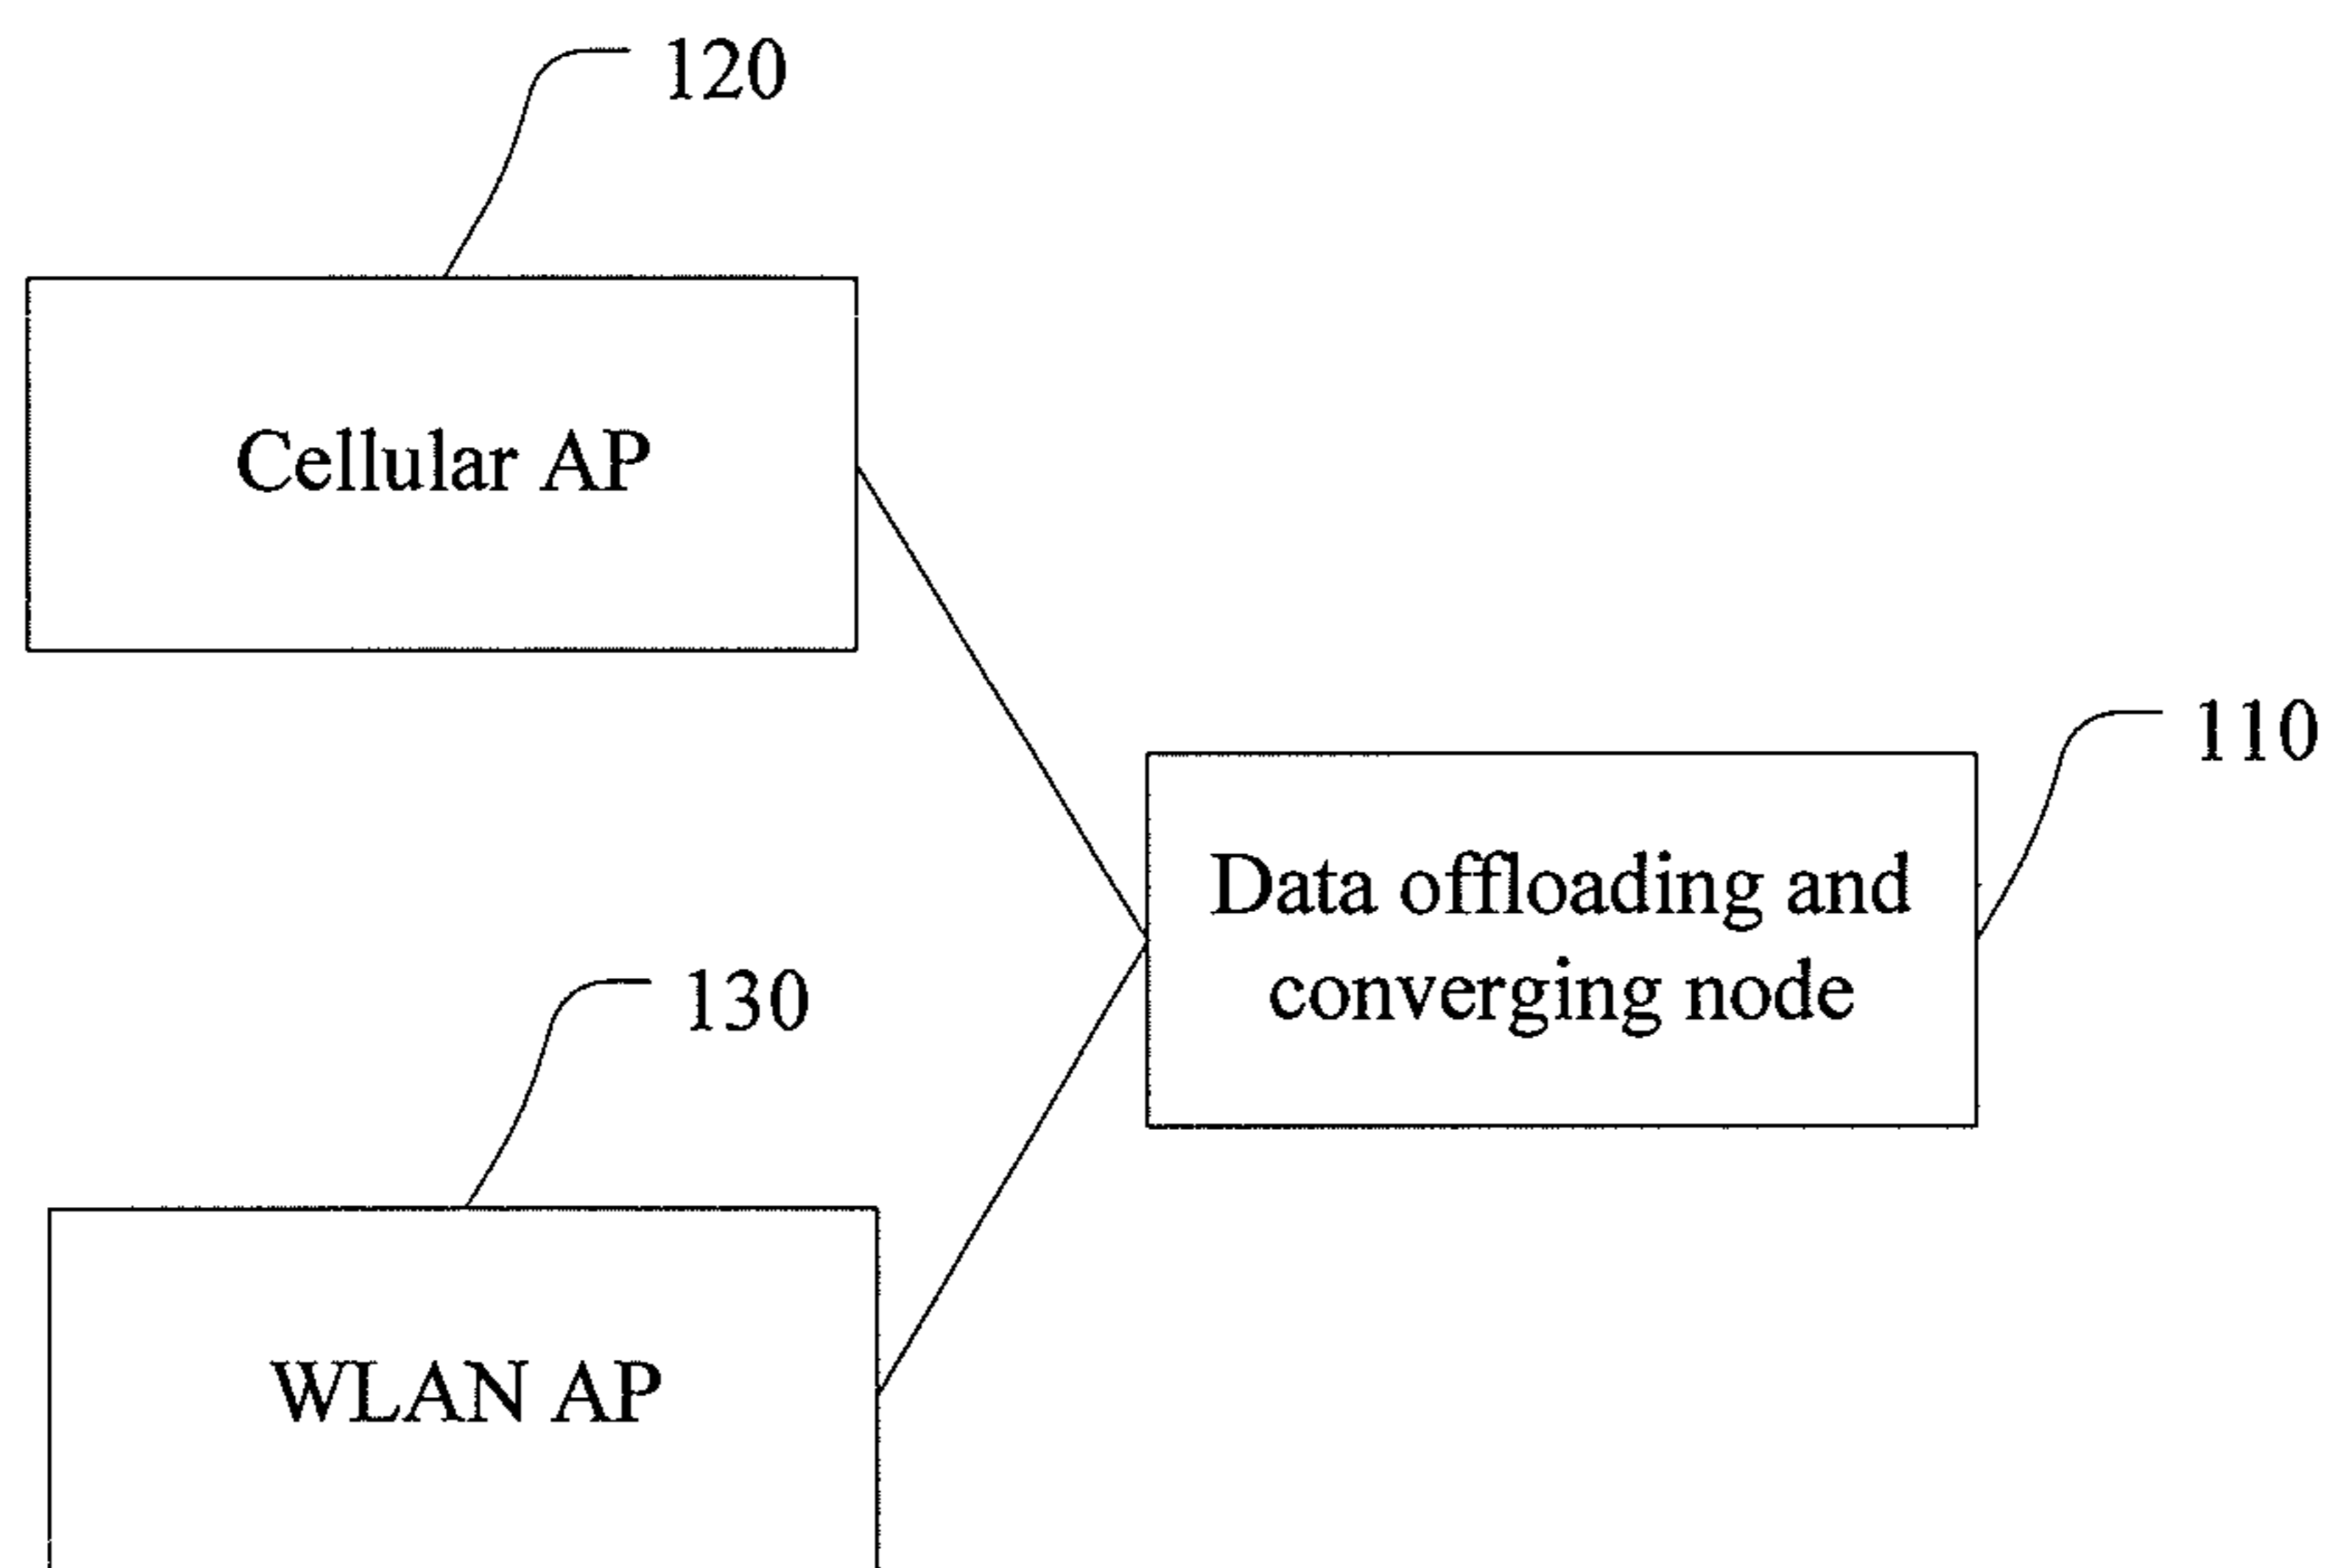 120
Cellular AP
110
Data offloading and
converging node
130
WLAN AP